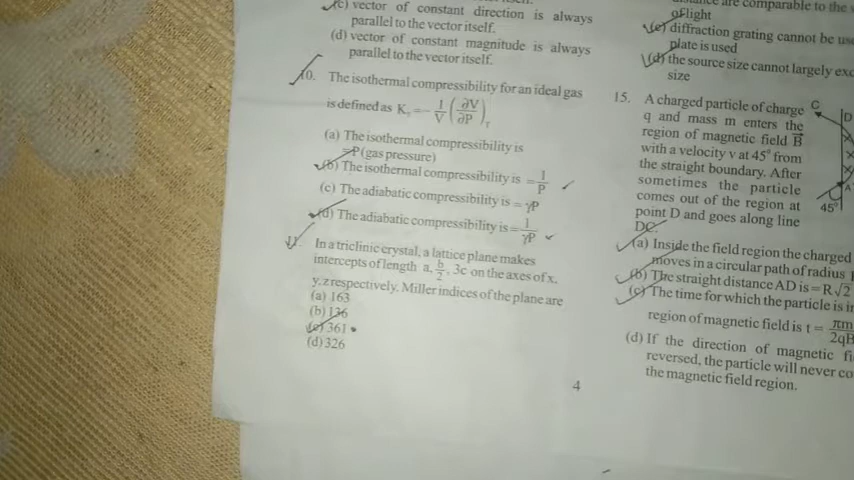 (c) vector of constant direction is always
parallel to the vector itself.
(d) vector of constant magnitude is always
parallel to the vector itself.
10. The isothermal compressibility for an ideal gas
is defined as K_T = -1/V (∂V/∂P)_T
(a) The isothermal compressibility is
=P (gas pressure)
(b) The isothermal compressibility is = 1/P
(c) The adiabatic compressibility is = γP
(d) The adiabatic compressibility is = 1/γP
11. In a triclinic crystal, a lattice plane makes
intercepts of length a, b/2, 3c on the axes of x,
y, z respectively. Miller indices of the plane are
(a) 163
(b) 136
(c) 361
(d) 326
are comparable to the
of light
(c) diffraction grating cannot be
plate is used
(d) the source size cannot largely
size
15. A charged particle of charge
q and mass m enters the
region of magnetic field B
with a velocity v at 45° from
the straight boundary. After
sometimes the particle
comes out of the region at
point D and goes along line
DC.
C
D
A
45°
(a) Inside the field region the charged
moves in a circular path of radius
(b) The straight distance AD is = R√2
(c) The time for which the particle is
region of magnetic field is t = πm/2qB
(d) If the direction of magnetic
reversed, the particle will never
the magnetic field region.
4